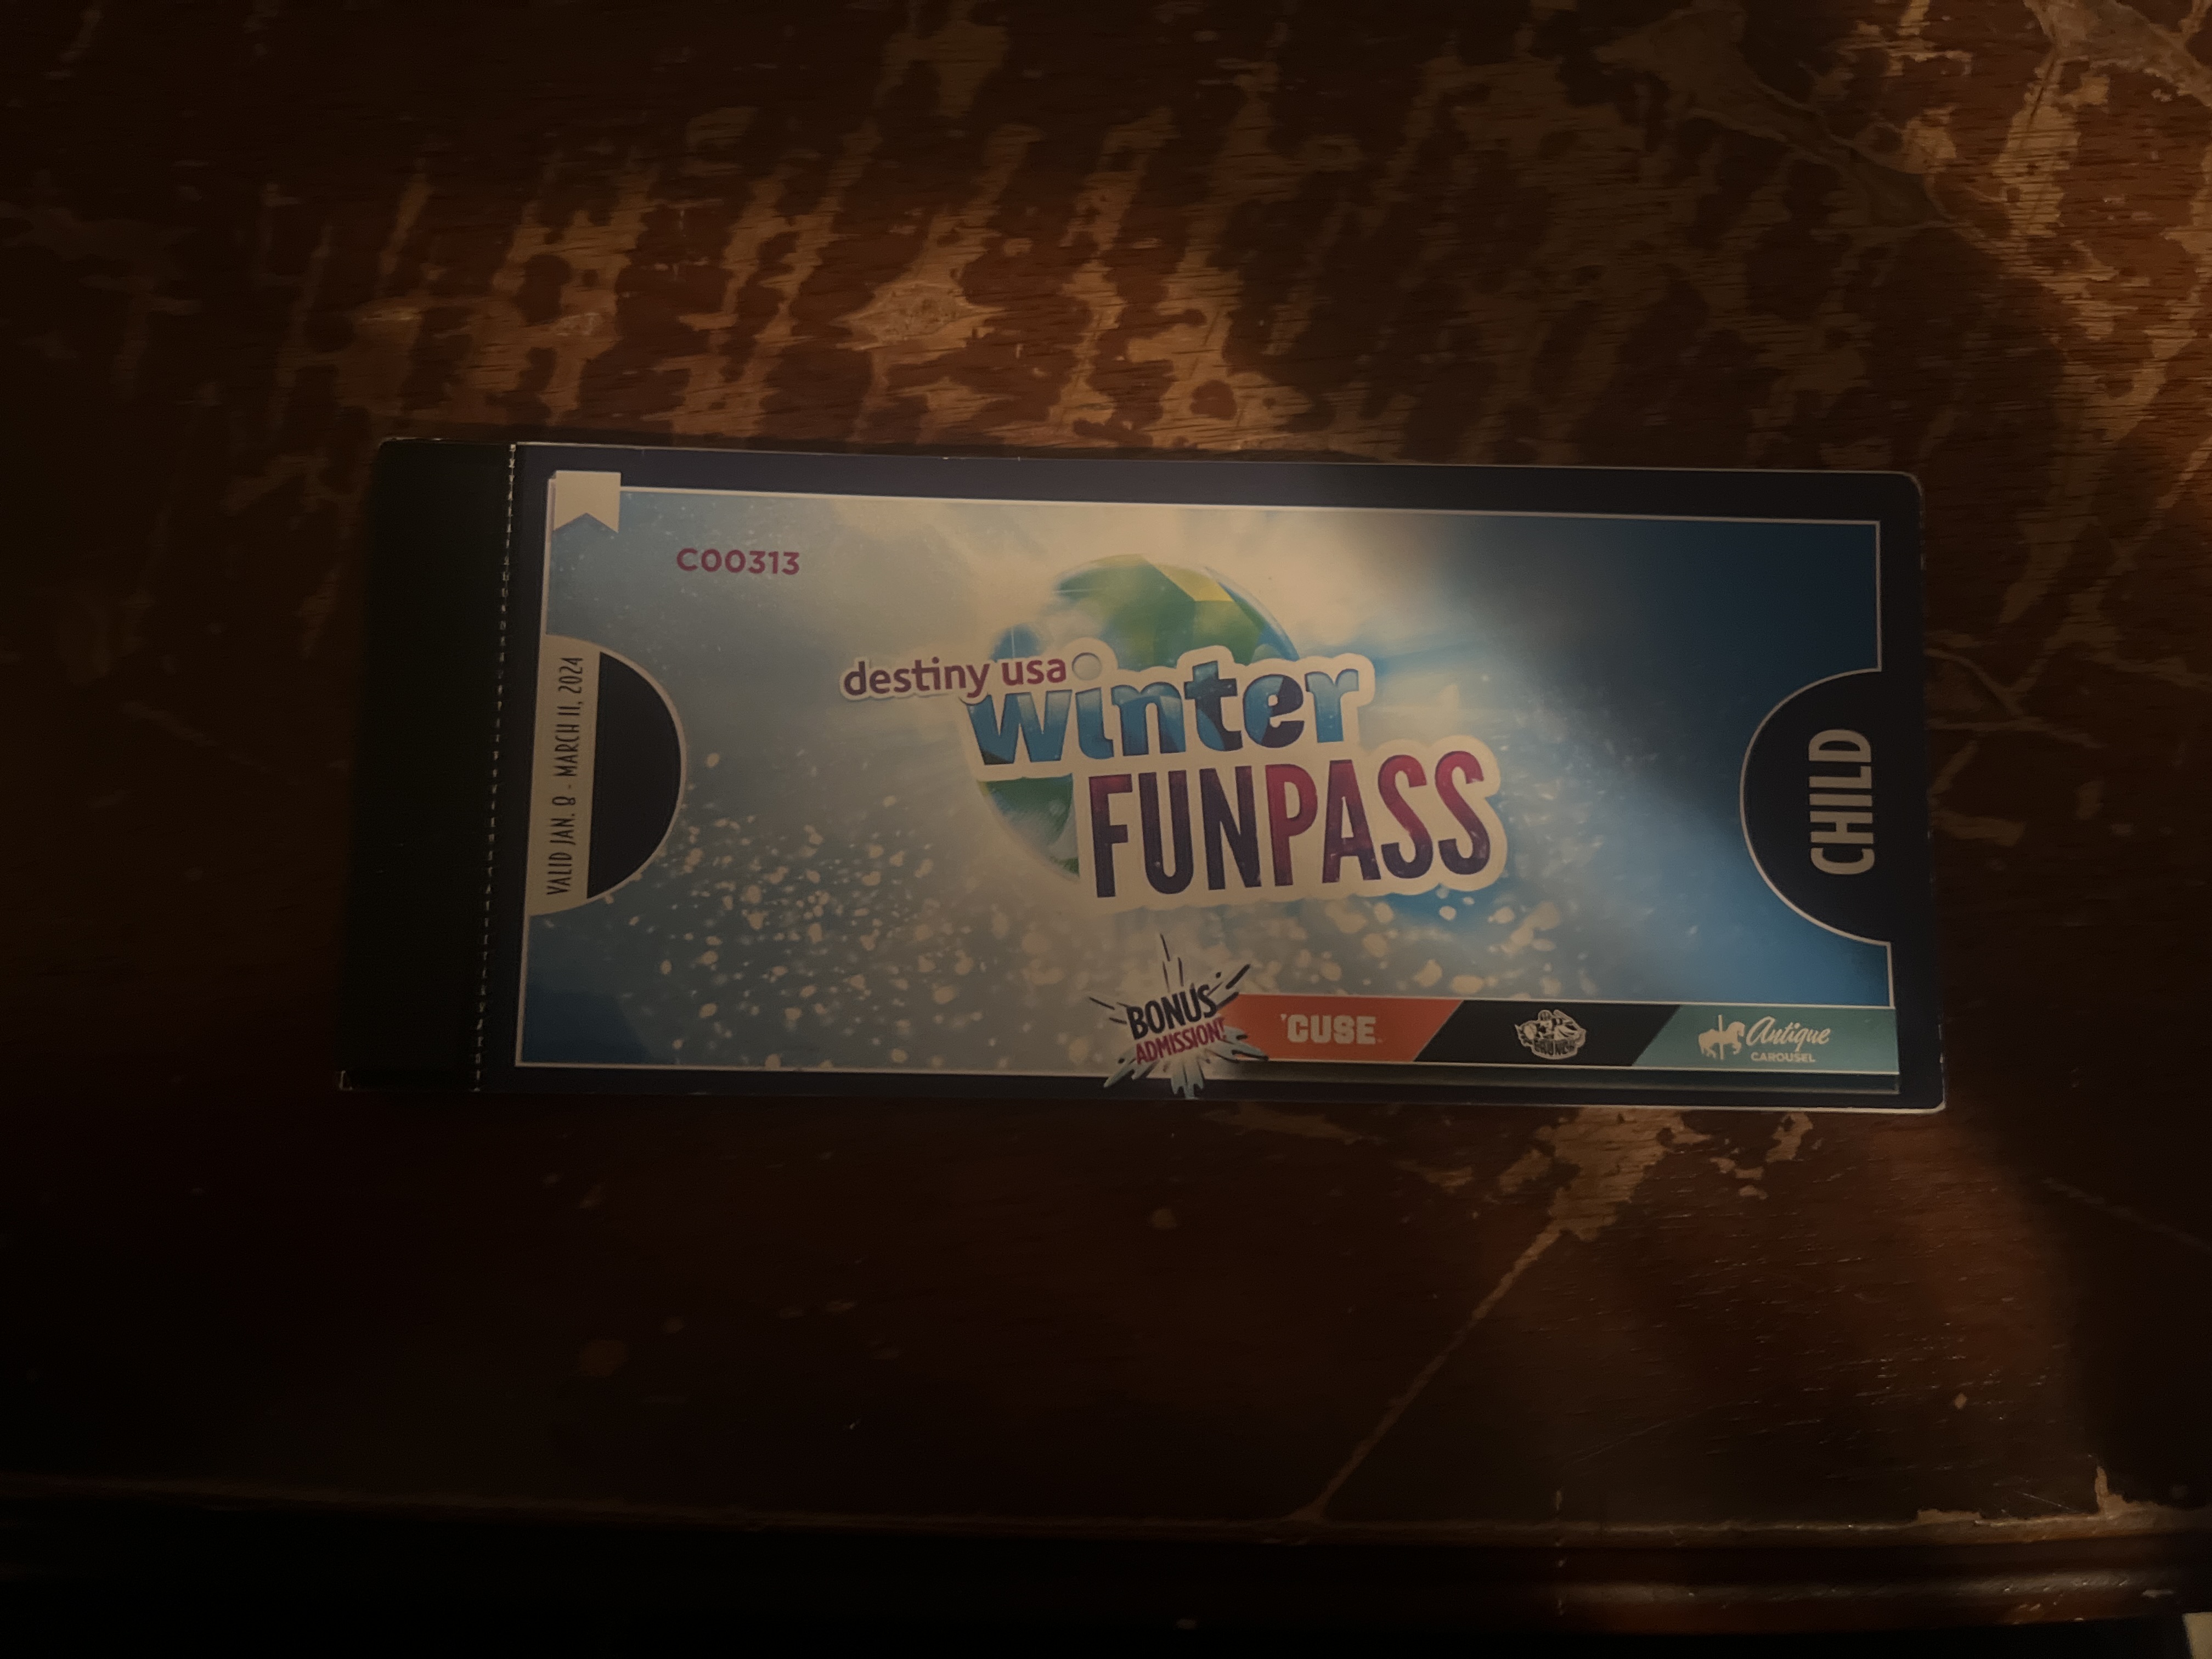 C00313
VALID JAN. 8 - MARCH 11, 2024
destiny usa
winter
FUNPASS
CHILD
BONUS
ADMISSION!
'CUSE
Antique
CAROUSEL